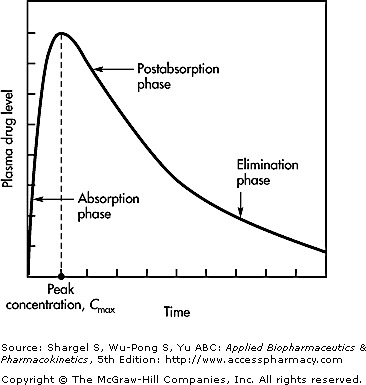 Plasma drug level
Postabsorption
phase
Elimination
phase
Absorption
phase
Peak
concentration, Cmax
Time
Source: Shargel S, Wu-Pong S, Yu ABC: Applied Biopharmaceutics &
Pharmacokinetics, 5th Edition: http://www.accesspharmacy.com
Copyright © The McGraw-Hill Companies, Inc. All rights reserved.